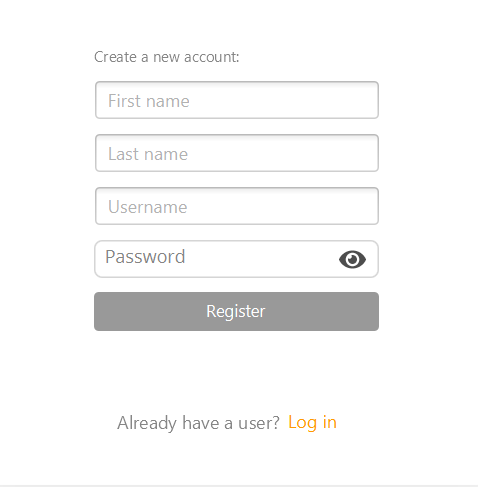 Create a new account:
First name
Last name
Username
Password
Register
Already have a user? Log in